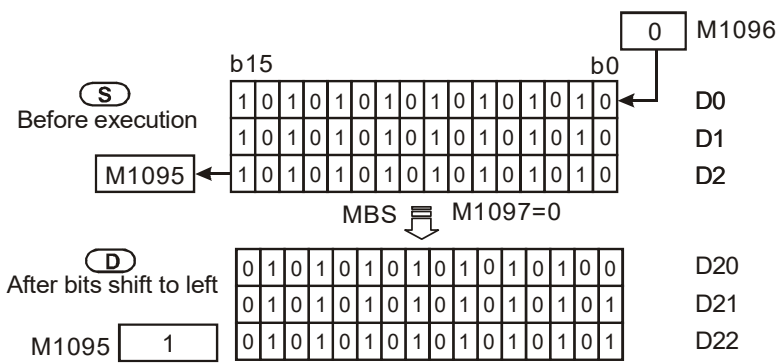 0 M1096
b15 b0
S
Before execution
1 0 1 0 1 0 1 0 1 0 1 0 1 0 1 0 D0
1 0 1 0 1 0 1 0 1 0 1 0 1 0 1 0 D1
M1095 1 0 1 0 1 0 1 0 1 0 1 0 1 0 1 0 D2
MBS M1097=0
D
After bits shift to left
0 1 0 1 0 1 0 1 0 1 0 1 0 1 0 0 D20
0 1 0 1 0 1 0 1 0 1 0 1 0 1 0 1 D21
M1095 1 0 1 0 1 0 1 0 1 0 1 0 1 0 1 0 1 D22